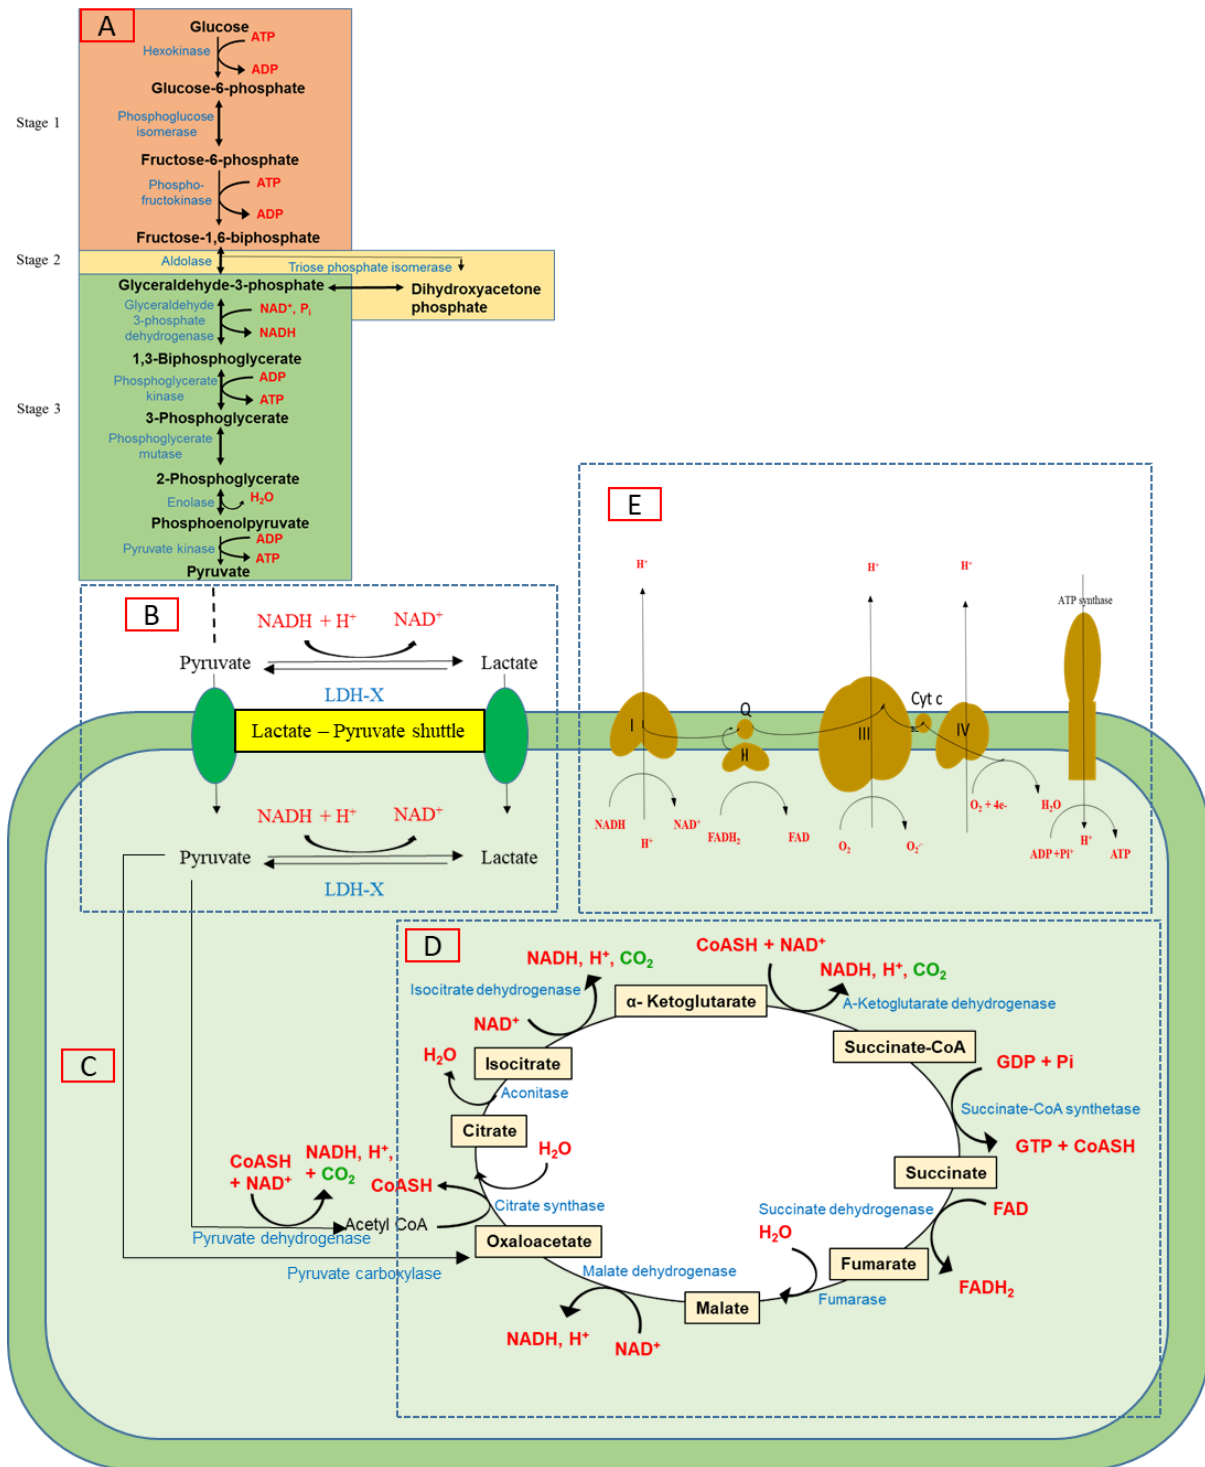 A
Glucose
ATP
Hexokinase
ADP
Glucose-6-phosphate
Stage 1
Phosphoglucose
isomerase
Fructose-6-phosphate
Phospho-
fructokinase
ATP
ADP
Fructose-1,6-biphosphate
Stage 2
Aldolase
Triose phosphate isomerase
Glyceraldehyde-3-phosphate
Dihydroxyacetone
phosphate
Glyceraldehyde
3-phosphate
dehydrogenase
NAD⁺, Pᵢ
NADH
1,3-Biphosphoglycerate
Phosphoglycerate
kinase
ADP
ATP
Stage 3
3-Phosphoglycerate
Phosphoglycerate
mutase
2-Phosphoglycerate
Enolase
H₂O
Phosphoenolpyruvate
Pyruvate kinase
ADP
ATP
Pyruvate
B
NADH + H⁺
NAD⁺
Pyruvate
Lactate
LDH-X
Lactate – Pyruvate shuttle
NADH + H⁺
NAD⁺
Pyruvate
Lactate
LDH-X
E
H⁺
H⁺
H⁺
ATP synthase
I
Q
H
III
Cyt c
IV
NADH
H⁺
NAD⁺
FADH₂
FAD
O₂
O₂·⁻
O₂ + 4e-
H₂O
ADP +Pi⁺
H⁺
ATP
C
CoASH
+ NAD⁺
NADH, H⁺,
+ CO₂
Acetyl CoA
Pyruvate dehydrogenase
Pyruvate carboxylase
D
NADH, H⁺, CO₂
CoASH + NAD⁺
NADH, H⁺, CO₂
Isocitrate dehydrogenase
α- Ketoglutarate
A-Ketoglutarate dehydrogenase
NAD⁺
Succinate-CoA
H₂O
Isocitrate
GDP + Pi
Aconitase
Succinate-CoA synthetase
Citrate
GTP + CoASH
H₂O
Succinate
CoASH
Citrate synthase
Succinate dehydrogenase
FAD
H₂O
Oxaloacetate
Fumarate
Malate dehydrogenase
FADH₂
Malate
Fumarase
NADH, H⁺
NAD⁺